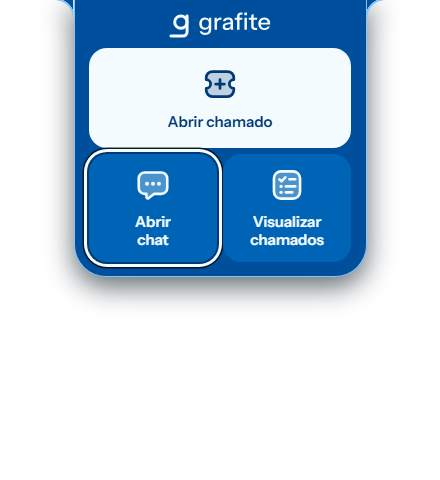 grafite
Abrir chamado
Abrir
chat
Visualizar
chamados